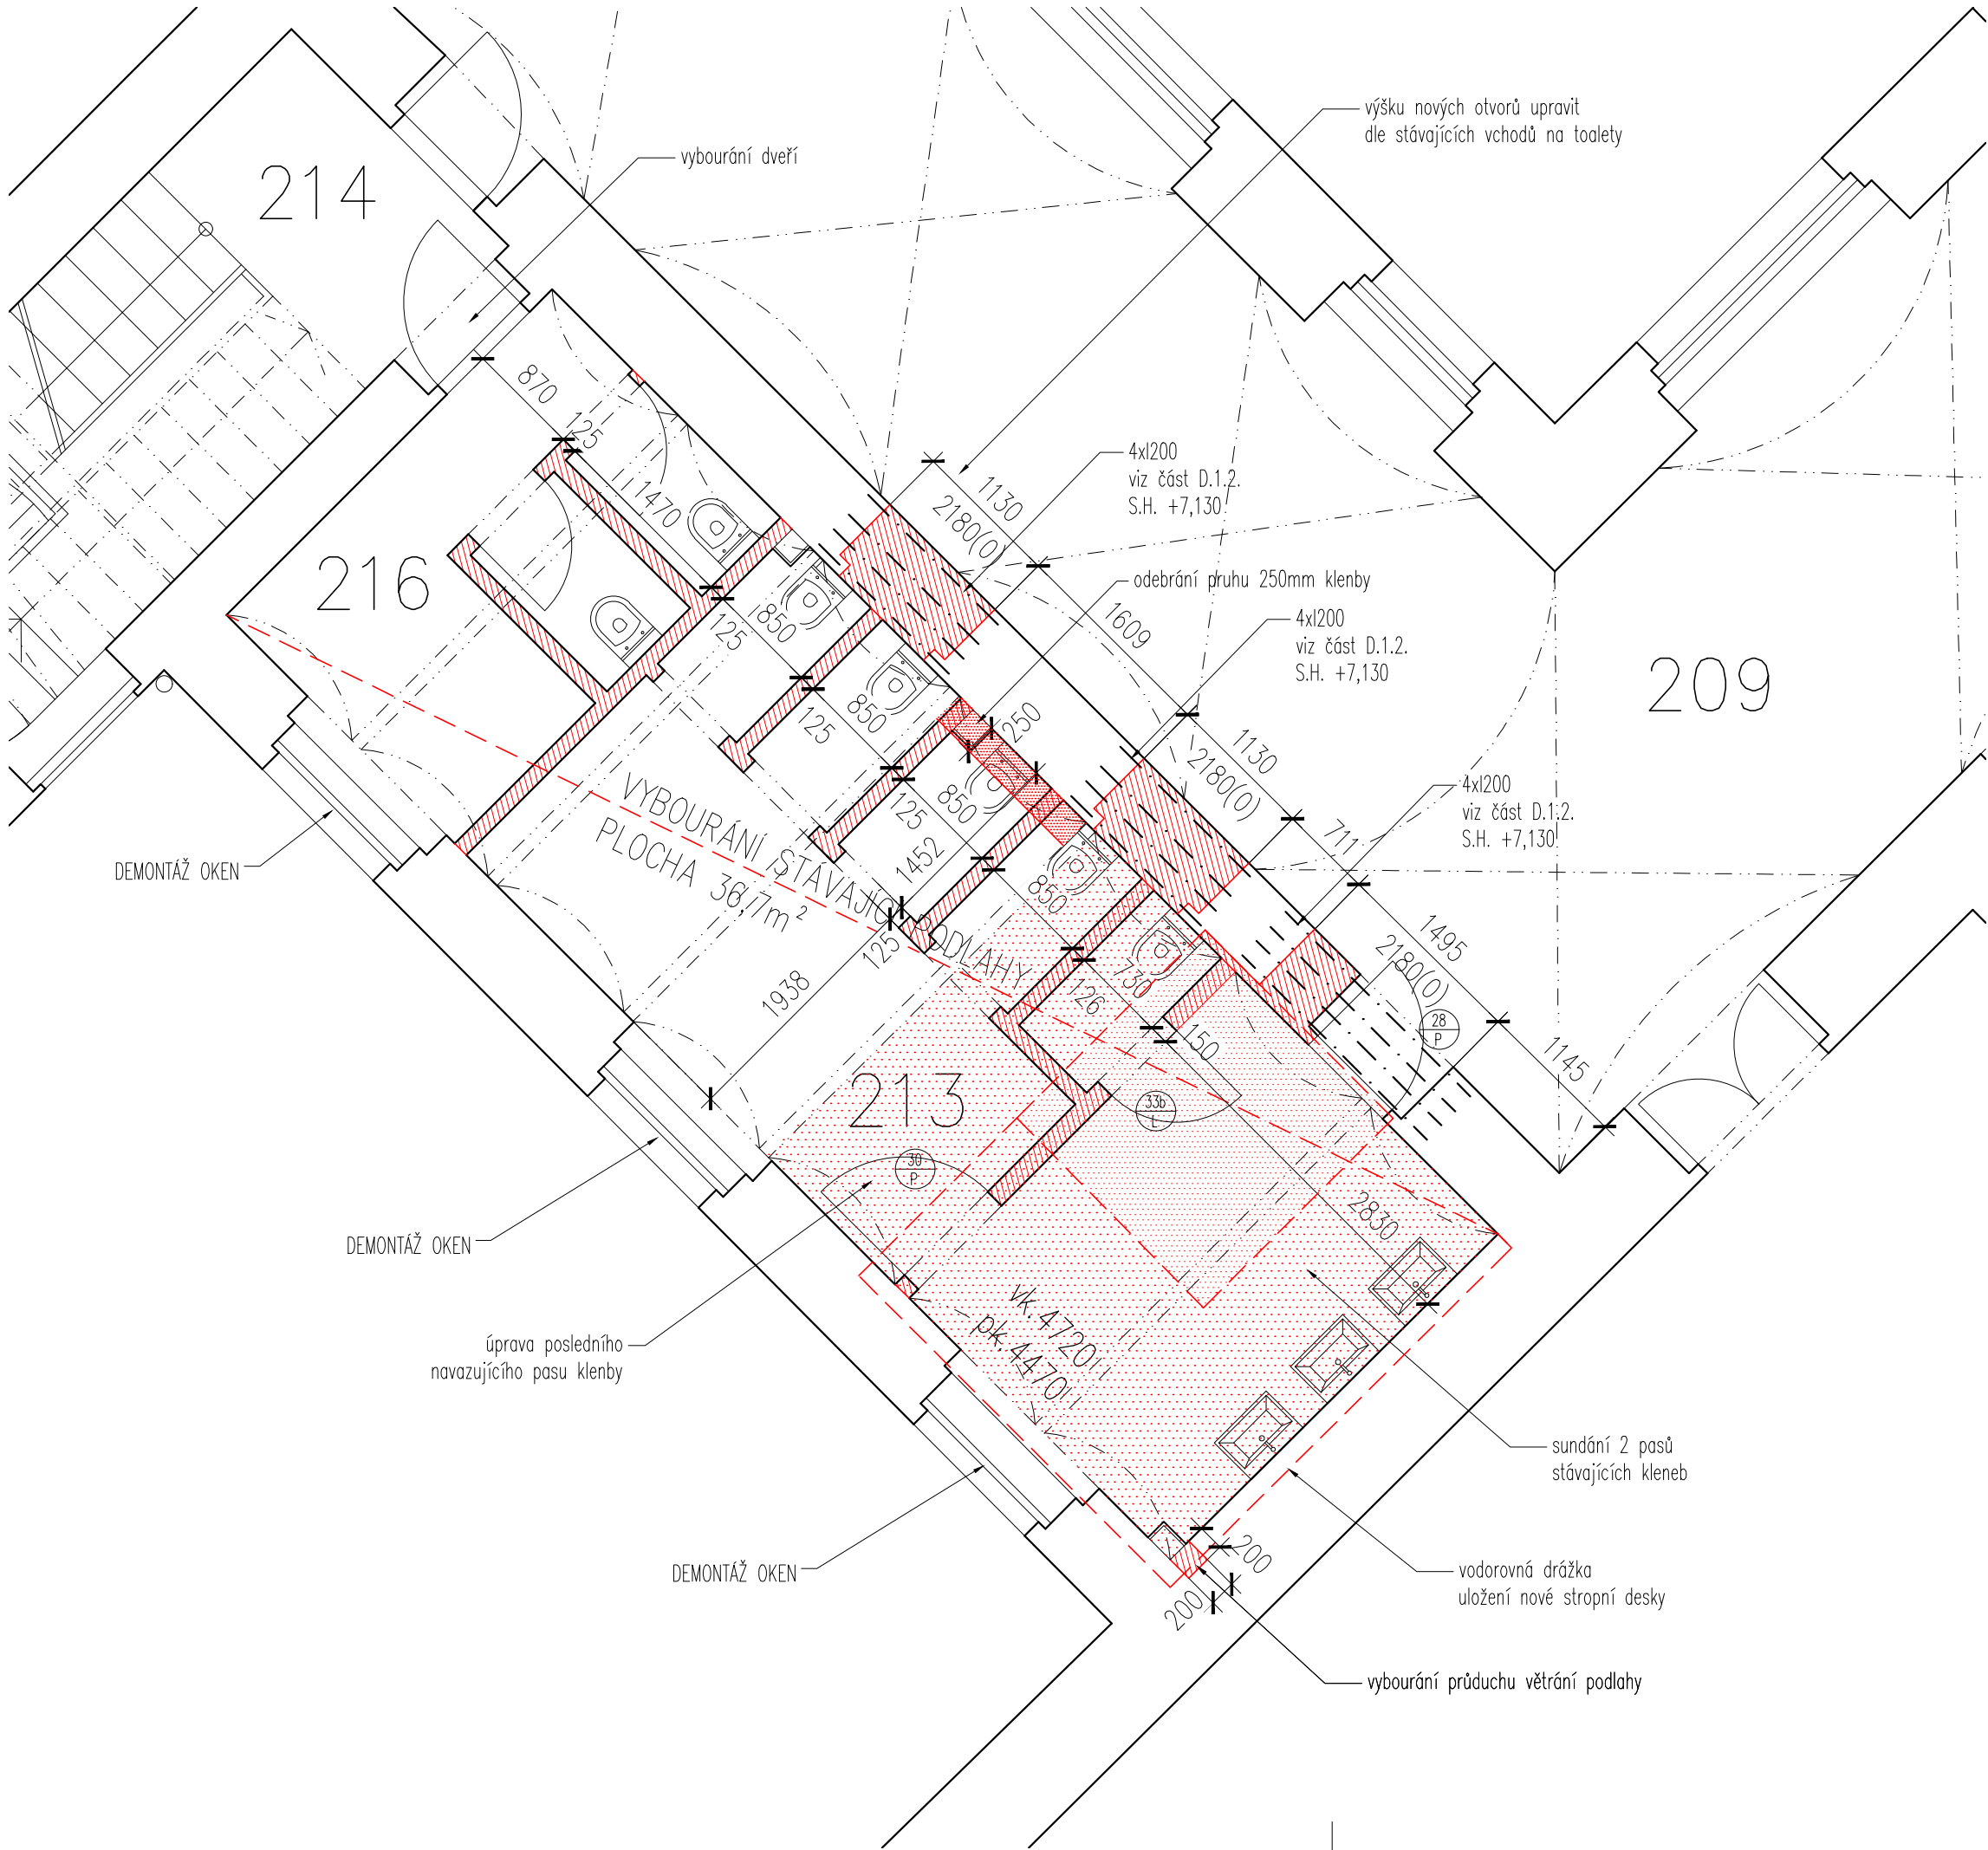 výšku nových otvorů upravit
dle stávajících vchodů na toalety
vybourání dveří
214
870
125
1470
4xI200
viz část D.1.2.
S.H. +7,130
1130
2180(0)
216
odebrání pruhu 250mm klenby
1609
4xI200
viz část D.1.2.
S.H. +7,130
209
850
125
850
125
250
1130
2180(0)
4xI200
viz část D.1.2.
S.H. +7,130
711
VYBOURÁNÍ STÁVAJÍCÍ PODLAHY
PLOCHA 36,7m²
850
125
1452
850
DEMONTÁŽ OKEN
125
1938
730
126
150
1495
2180(0)
28
P
1145
213
33b
L
30
P
2830
DEMONTÁŽ OKEN
vk.4720
pk.4470
úprava posledního
navazujícího pasu klenby
sundání 2 pasů
stávajících kleneb
DEMONTÁŽ OKEN
200
200
vodorovná drážka
uložení nové stropní desky
vybourání průduchu větrání podlahy